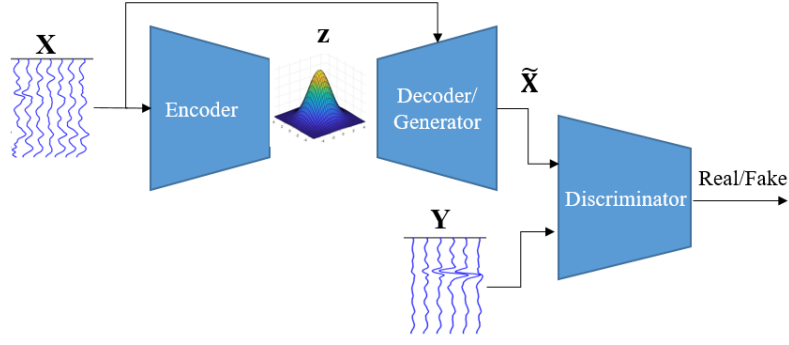 X
z
X̃
Encoder
Decoder/
Generator
Real/Fake
Discriminator
Y